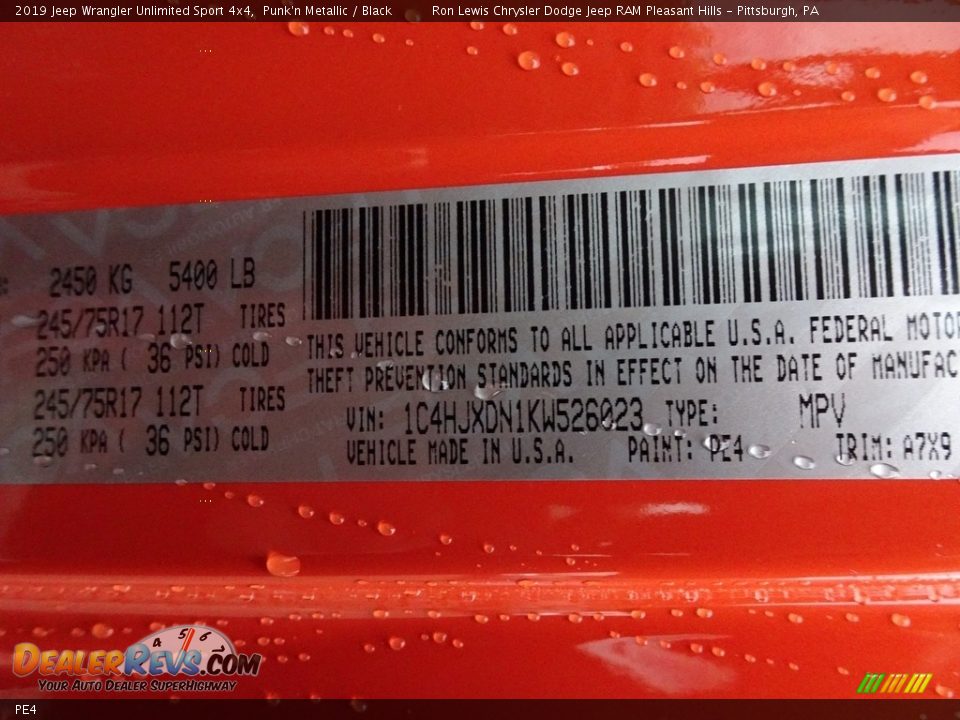 2019 Jeep Wrangler Unlimited Sport 4x4, Punk'n Metallic / Black Ron Lewis Chrysler Dodge Jeep RAM Pleasant Hills - Pittsburgh, PA
2450 KG 5400 LB
245/75R17 112T TIRES
250 KPA ( 36 PSI) COLD
245/75R17 112T TIRES
250 KPA ( 36 PSI) COLD
THIS VEHICLE CONFORMS TO ALL APPLICABLE U.S.A. FEDERAL MOTOR
THEFT PREVENTION STANDARDS IN EFFECT ON THE DATE OF MANUFAC
VIN: 1C4HJXDN1KW526023 TYPE: MPV
VEHICLE MADE IN U.S.A. PAINT: PE4 TRIM: A7X9
4 5 6
DealerRevs.com
Your Auto Dealer SuperHighway
PE4